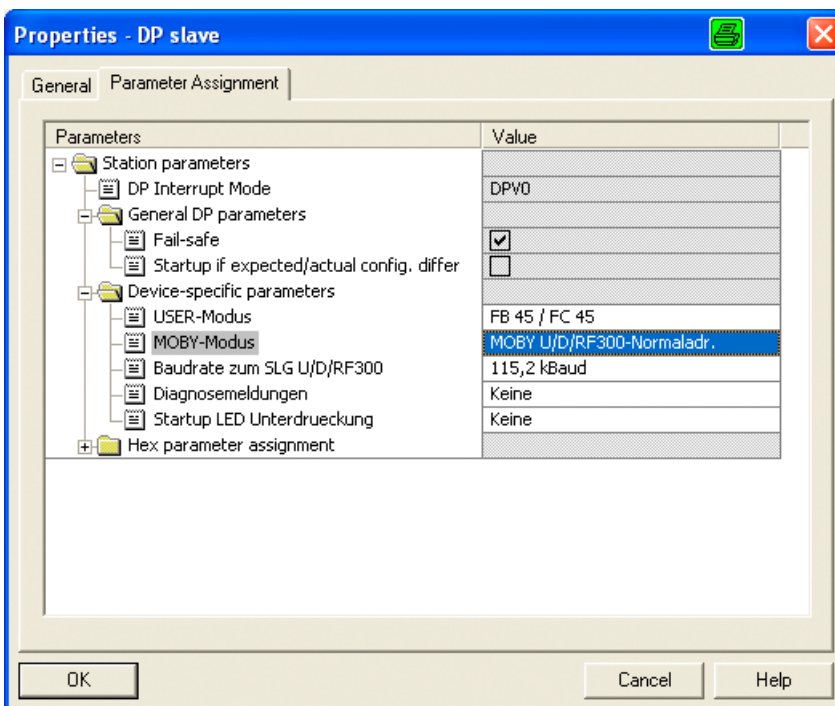 Properties - DP slave
General Parameter Assignment
Parameters Value
Station parameters
DP Interrupt Mode DPV0
General DP parameters
Fail-safe
Startup if expected/actual config. differ
Device-specific parameters
USER-Modus FB 45 / FC 45
MOBY-Modus MOBY U/D/RF300-Normaladr.
Baudrate zum SLG U/D/RF300 115,2 kBaud
Diagnosemeldungen Keine
Startup LED Unterdrueckung Keine
Hex parameter assignment
OK Cancel Help